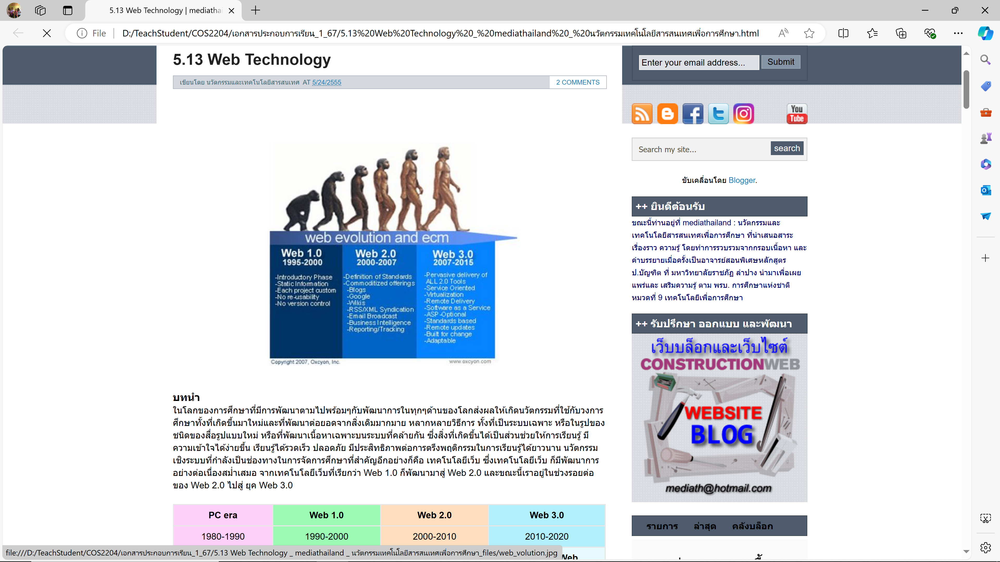 5.13 Web Technology | mediathai
File
D:/TeachStudent/COS2204/เอกสารประกอบการเรียน_1_67/5.13%20Web%20Technology%20_%20mediathailand%20_%20นวัตกรรมเทคโนโลยีสารสนเทศเพื่อการศึกษา.html
5.13 Web Technology
เขียนโดย นวัตกรรมและเทคโนโลยีสารสนเทศ AT 5/24/2555
2 COMMENTS
web evolution and ecm
Web 1.0
1995-2000
-Introductory Phase
-Static Information
-Each project custom
-No re-usability
-No version control
Web 2.0
2000-2007
-Definition of Standards
-Commoditized offerings
-Blogs
-Google
-Wikis
-RSS/XML Syndication
-Email Broadcast
-Business Intelligence
-Reporting/Tracking
Web 3.0
2007-2015
-Pervasive delivery of
ALL 2.0 Tools
-Service Oriented
-Virtualization
-Remote Delivery
-Software as a Service
-ASP-Optional
-Standards based
-Remote updates
-Built for change
-Adaptable
Copyright 2007, Oxcyon, Inc.
www.oxcyon.com
บทนำ
ในโลกของการศึกษาที่มีการพัฒนาตามไปพร้อมๆกับพัฒนาการในทุกๆด้านของโลกส่งผลให้เกิดนวัตกรรมที่ใช้กับวงการ
ศึกษาทั้งที่เกิดขึ้นมาใหม่และที่พัฒนาต่อยอดจากสิ่งเดิมมากมาย หลากหลายวิธีการ ทั้งที่เป็นระบบเฉพาะ หรือในรูปของ
ชนิดของสื่อรูปแบบใหม่ หรือที่พัฒนาเนื้อหาเฉพาะบนระบบที่คล้ายกัน ซึ่งสิ่งที่เกิดขึ้นได้เป็นส่วนช่วยให้การเรียนรู้ มี
ความเข้าใจได้ง่ายขึ้น เรียนรู้ได้รวดเร็ว ปลอดภัย มีประสิทธิภาพต่อการตรึงพฤติกรรมในการเรียนรู้ได้ยาวนาน นวัตกรรม
เชิงระบบที่กำลังเป็นช่องทางในการจัดการศึกษาที่สำคัญอีกอย่างก็คือ เทคโนโลยีเว็บ ซึ่งเทคโนโลยีเว็บ ก็มีพัฒนาการ
อย่างต่อเนื่องสม่ำเสมอ จากเทคโนโลยีเว็บที่เรียกว่า Web 1.0 ก็พัฒนามาสู่ Web 2.0 และขณะนี้เราอยู่ในช่วงรอยต่อ
ของ Web 2.0 ไปสู่ ยุค Web 3.0
PC era Web 1.0 Web 2.0 Web 3.0
1980-1990 1990-2000 2000-2010 2010-2020
Web
Enter your email address...
Submit
You
Tube
Search my site...
search
ขับเคลื่อนโดย Blogger.
++ ยินดีต้อนรับ
ขณะนี้ท่านอยู่ที่ mediathailand : นวัตกรรมและ
เทคโนโลยีสารสนเทศเพื่อการศึกษา ที่นำเสนอสาระ
เรื่องราว ความรู้ โดยทำการรวบรวมจากกรอบเนื้อหา และ
คำบรรยายเมื่อครั้งเป็นอาจารย์สอนพิเศษหลักสูตร
ป.บัญฑิต ที่ มหาวิทยาลัยราชภัฏ ลำปาง นำมาเพื่อเผย
แพร่และ เสริมความรู้ ตาม พรบ. การศึกษาแห่งชาติ
หมวดที่ 9 เทคโนโลยีเพื่อการศึกษา
++ รับปรึกษา ออกแบบ และพัฒนา
เว็บบล็อกและเว็บไซต์
CONSTRUCTIONWEB
WEBSITE
BLOG
mediath@hotmail.com
รายการ ล่าสุด คลังบล็อก
file:///D:/TeachStudent/COS2204/เอกสารประกอบการเรียน_1_67/5.13 Web Technology _ mediathailand _ นวัตกรรมเทคโนโลยีสารสนเทศเพื่อการศึกษา_files/web_volution.jpg